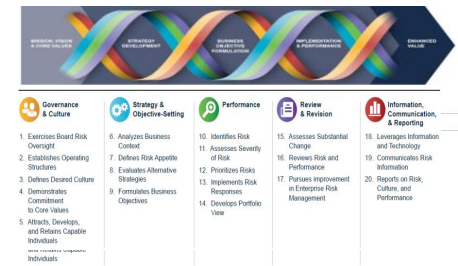 MISSION, VISION
& CORE VALUES
STRATEGY
DEVELOPMENT
BUSINESS
OBJECTIVE
FORMULATION
IMPLEMENTATION
& PERFORMANCE
ENHANCED
VALUE
Governance
& Culture
1. Exercises Board Risk
Oversight
2. Establishes Operating
Structures
3. Defines Desired Culture
4. Demonstrates
Commitment
to Core Values
5. Attracts, Develops,
and Retains Capable
Individuals
and Retains Capable
Individuals
Strategy &
Objective-Setting
6. Analyzes Business
Context
7. Defines Risk Appetite
8. Evaluates Alternative
Strategies
9. Formulates Business
Objectives
Performance
10. Identifies Risk
11. Assesses Severity
of Risk
12. Prioritizes Risks
13. Implements Risk
Responses
14. Develops Portfolio
View
Review
& Revision
15. Assesses Substantial
Change
16. Reviews Risk and
Performance
17. Pursues improvement
in Enterprise Risk
Management
Information,
Communication,
& Reporting
18. Leverages Information
and Technology
19. Communicates Risk
Information
20. Reports on Risk,
Culture, and
Performance